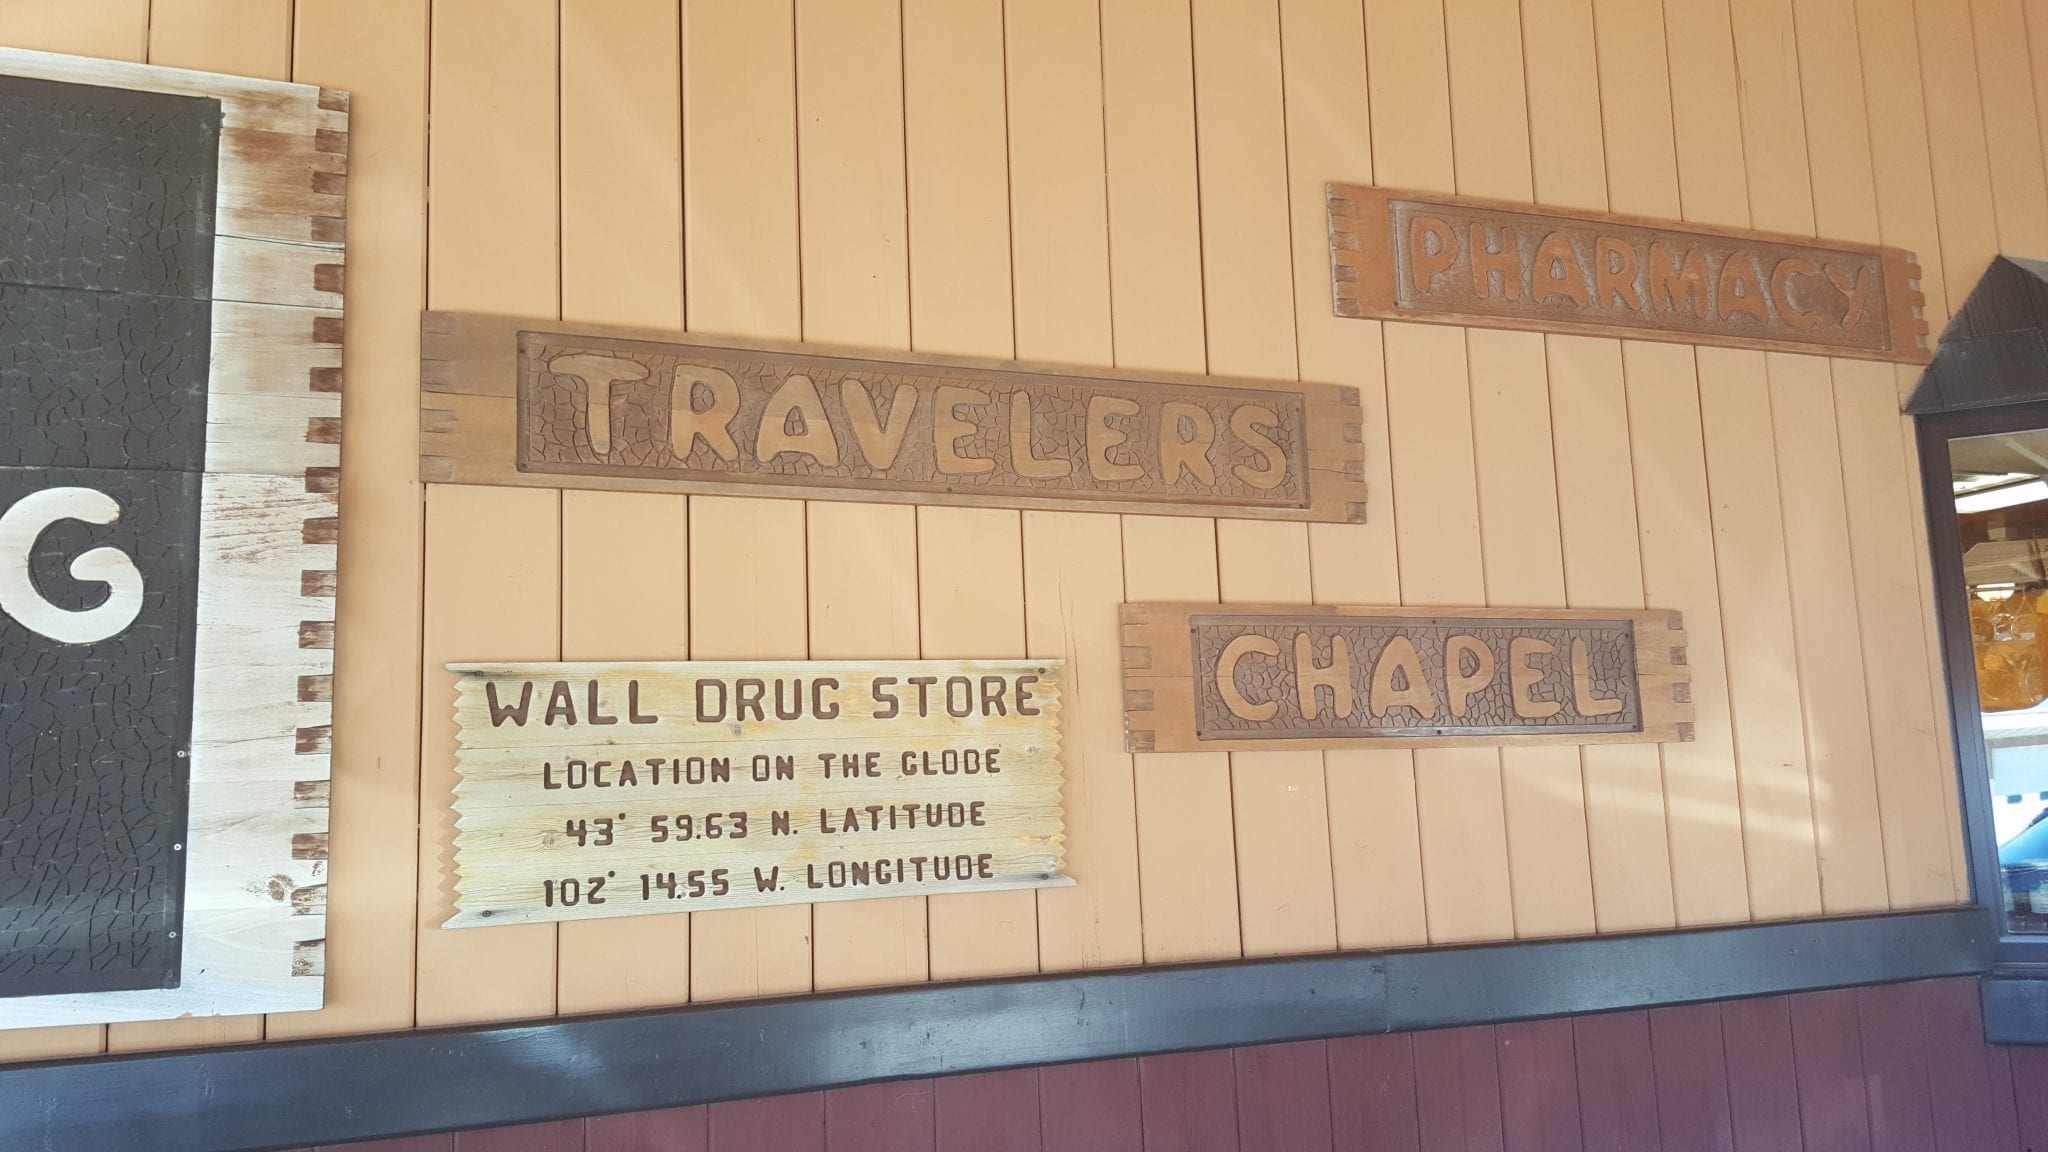 G
PHARMACY
TRAVELERS
CHAPEL
WALL DRUG STORE
LOCATION ON THE GLOBE
43° 59.63 N. LATITUDE
102° 14.55 W. LONGITUDE